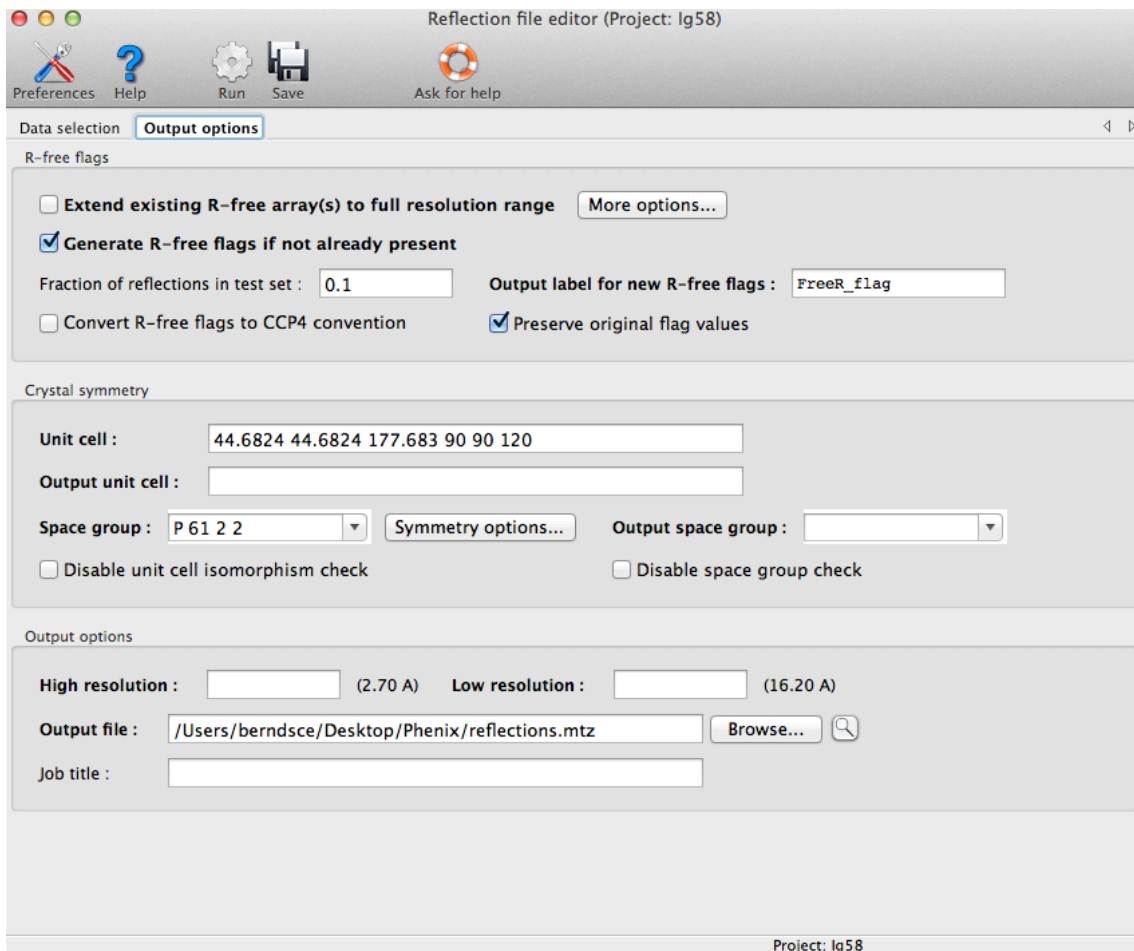 Reflection file editor (Project: lg58)
Preferences Help Run Save Ask for help
Data selection Output options
R-free flags
Extend existing R-free array(s) to full resolution range More options...
Generate R-free flags if not already present
Fraction of reflections in test set : 0.1 Output label for new R-free flags : FreeR_flag
Convert R-free flags to CCP4 convention Preserve original flag values
Crystal symmetry
Unit cell : 44.6824 44.6824 177.683 90 90 120
Output unit cell :
Space group : P 61 2 2 Symmetry options... Output space group :
Disable unit cell isomorphism check Disable space group check
Output options
High resolution : (2.70 A) Low resolution : (16.20 A)
Output file : /Users/berndsce/Desktop/Phenix/reflections.mtz Browse...
Job title :
Project: lg58